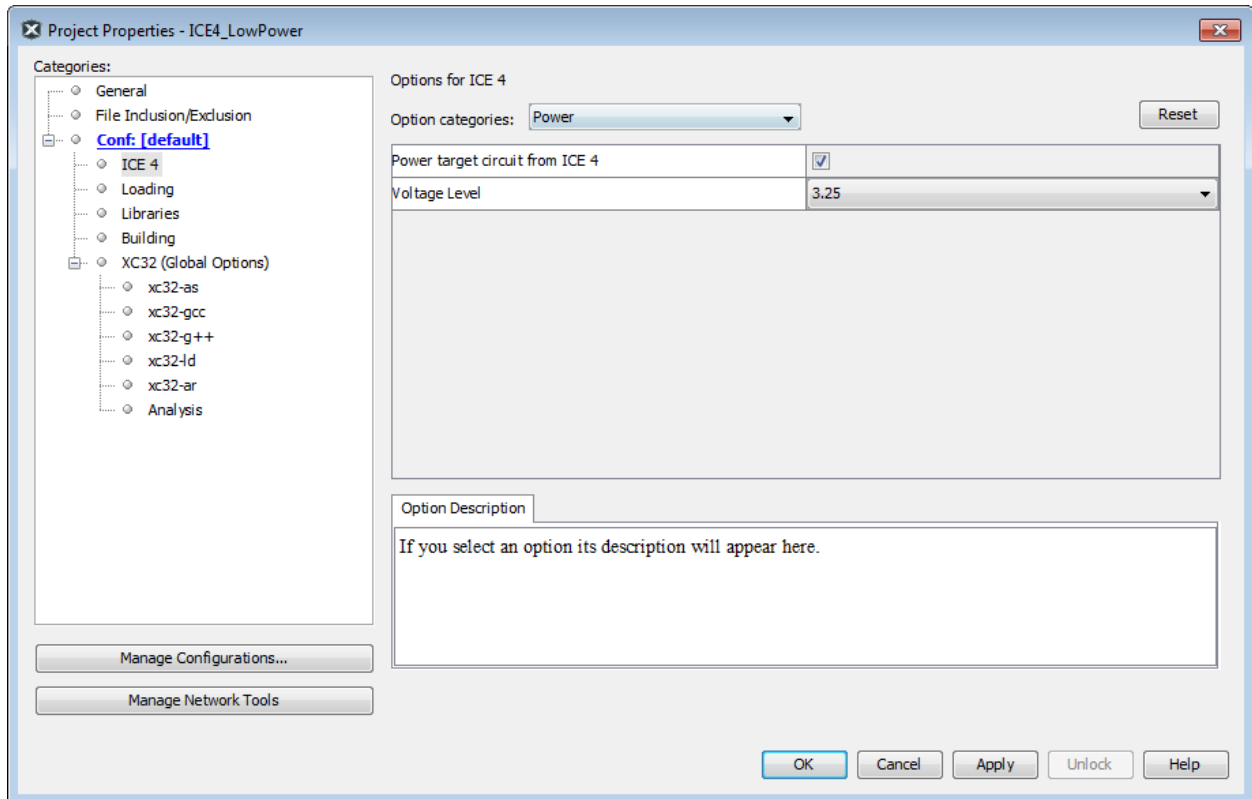 Project Properties - ICE4_LowPower
Categories:
General
File Inclusion/Exclusion
Conf: [default]
ICE 4
Loading
Libraries
Building
XC32 (Global Options)
xc32-as
xc32-gcc
xc32-g++
xc32-ld
xc32-ar
Analysis
Manage Configurations...
Manage Network Tools
Options for ICE 4
Option categories: Power
Reset
Power target circuit from ICE 4
Voltage Level 3.25
Option Description
If you select an option its description will appear here.
OK Cancel Apply Unlock Help